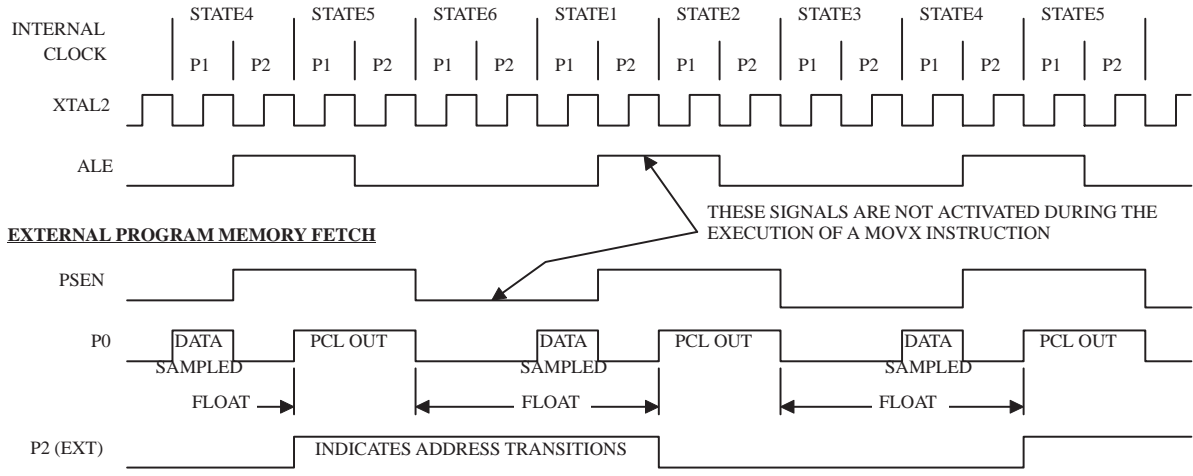 STATE4 STATE5 STATE6 STATE1 STATE2 STATE3 STATE4 STATE5
INTERNAL
CLOCK
P1 P2 P1 P2 P1 P2 P1 P2 P1 P2 P1 P2 P1 P2 P1 P2
XTAL2
ALE
THESE SIGNALS ARE NOT ACTIVATED DURING THE
EXECUTION OF A MOVX INSTRUCTION
EXTERNAL PROGRAM MEMORY FETCH
PSEN
P0 DATA PCL OUT DATA PCL OUT DATA PCL OUT
SAMPLED SAMPLED SAMPLED
FLOAT FLOAT FLOAT
P2 (EXT) INDICATES ADDRESS TRANSITIONS